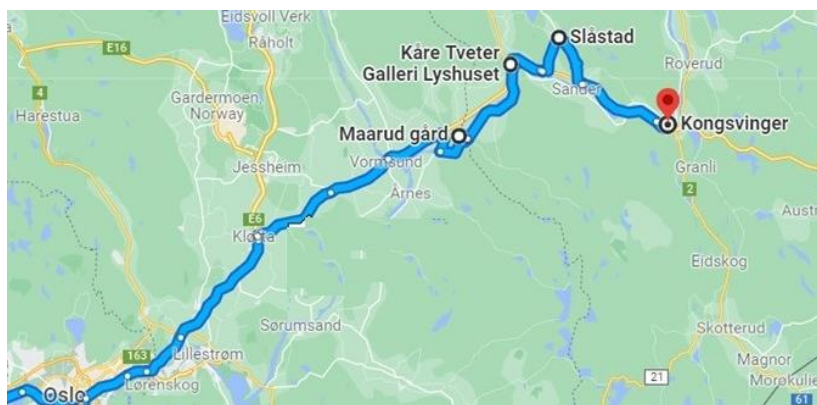 Eidsvoll Verk
E16
Råholt
Kåre Tveter
Galleri Lyshuset
Slåstad
Roverud
4
Gardermoen,
Norway
Sander
Harestua
Maarud gård
Kongsvinger
Jessheim
Vormsund
Granli
Årnes
2
E6
Kløfta
Eidskog
Sørumsand
Skotterud
163
Lillestrøm
Magnor
Lørenskog
21
Morokulie
Oslo
61